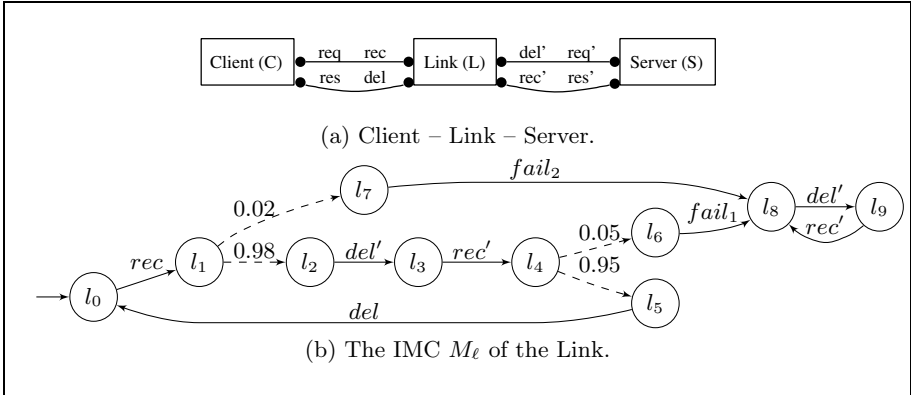 Client (C) req rec Link (L) del' req' Server (S)
res del rec' res'
(a) Client – Link – Server.
l7 fail2
0.02 l8 del' l9
rec l1 0.98 l2 del' l3 rec' l4 0.05 l6 fail1 rec'
0.95
l0 del l5
(b) The IMC Mℓ of the Link.